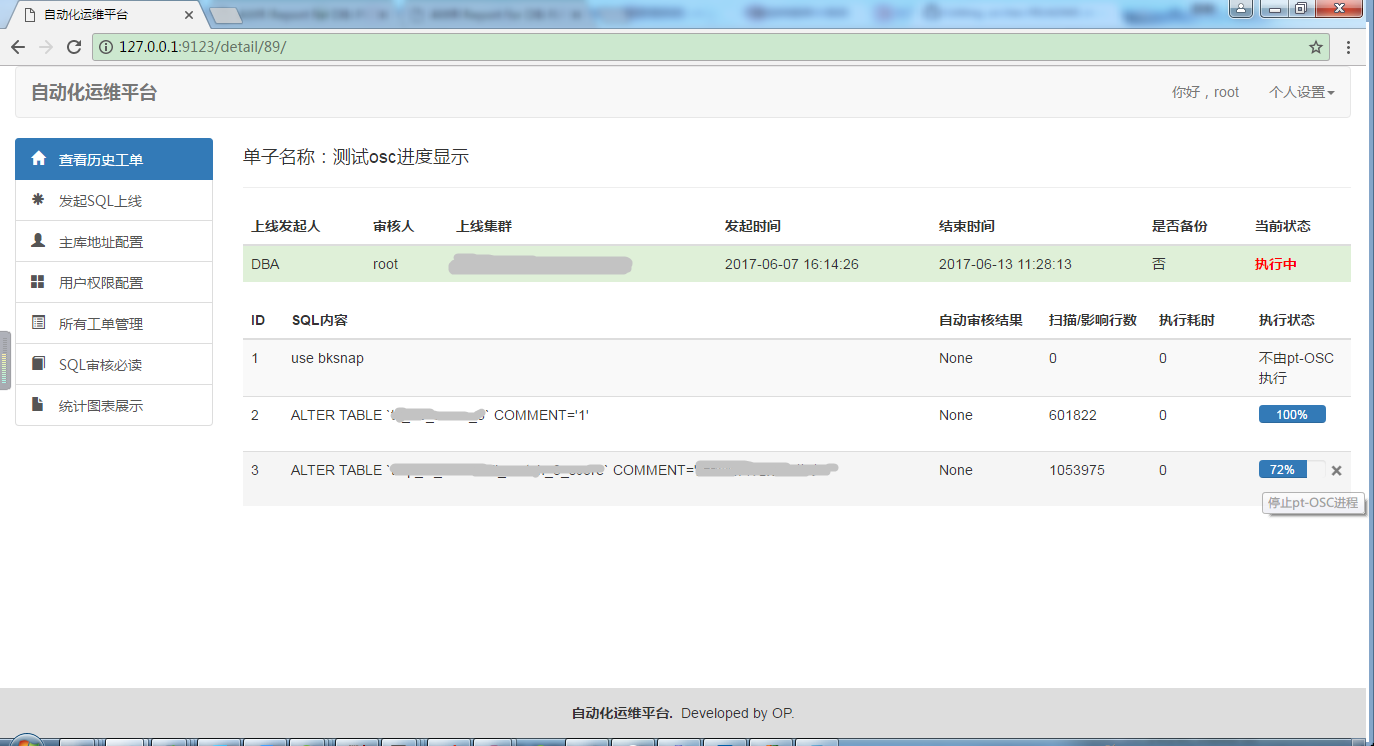 自动化运维平台
127.0.0.1:9123/detail/89/
自动化运维平台
你好，root 个人设置
查看历史工单
发起SQL上线
主库地址配置
用户权限配置
所有工单管理
SQL审核必读
统计图表展示
单子名称：测试osc进度显示
上线发起人 审核人 上线集群 发起时间 结束时间 是否备份 当前状态
DBA root 2017-06-07 16:14:26 2017-06-13 11:28:13 否 执行中
ID SQL内容 自动审核结果 扫描/影响行数 执行耗时 执行状态
1 use bksnap None 0 0 不由pt-OSC
执行
2 ALTER TABLE ` ` COMMENT='1' None 601822 0 100%
3 ALTER TABLE ` ` COMMENT=' None 1053975 0 72%
停止pt-OSC进程
自动化运维平台. Developed by OP.